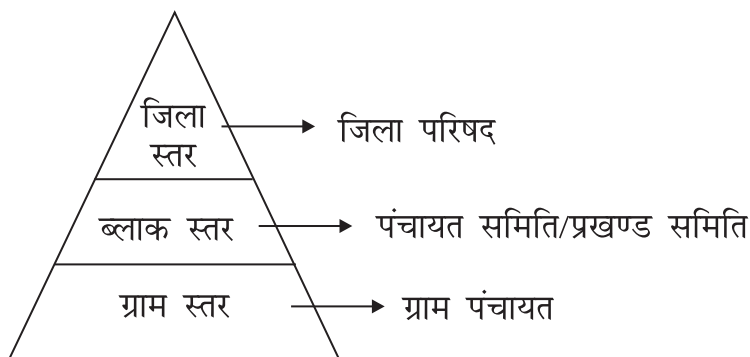 जिला
स्तर
जिला परिषद
ब्लाक स्तर
पंचायत समिति/प्रखण्ड समिति
ग्राम स्तर
ग्राम पंचायत